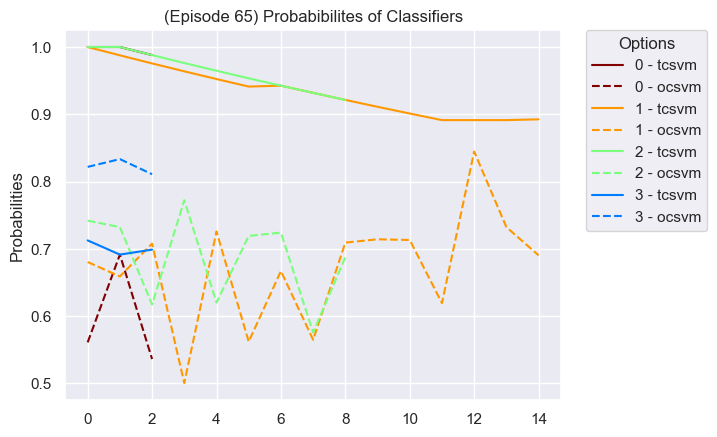 (Episode 65) Probabibilites of Classifiers
Probabilities
1.0
0.9
0.8
0.7
0.6
0.5
0
2
4
6
8
10
12
14
Options
0 - tcsvm
0 - ocsvm
1 - tcsvm
1 - ocsvm
2 - tcsvm
2 - ocsvm
3 - tcsvm
3 - ocsvm